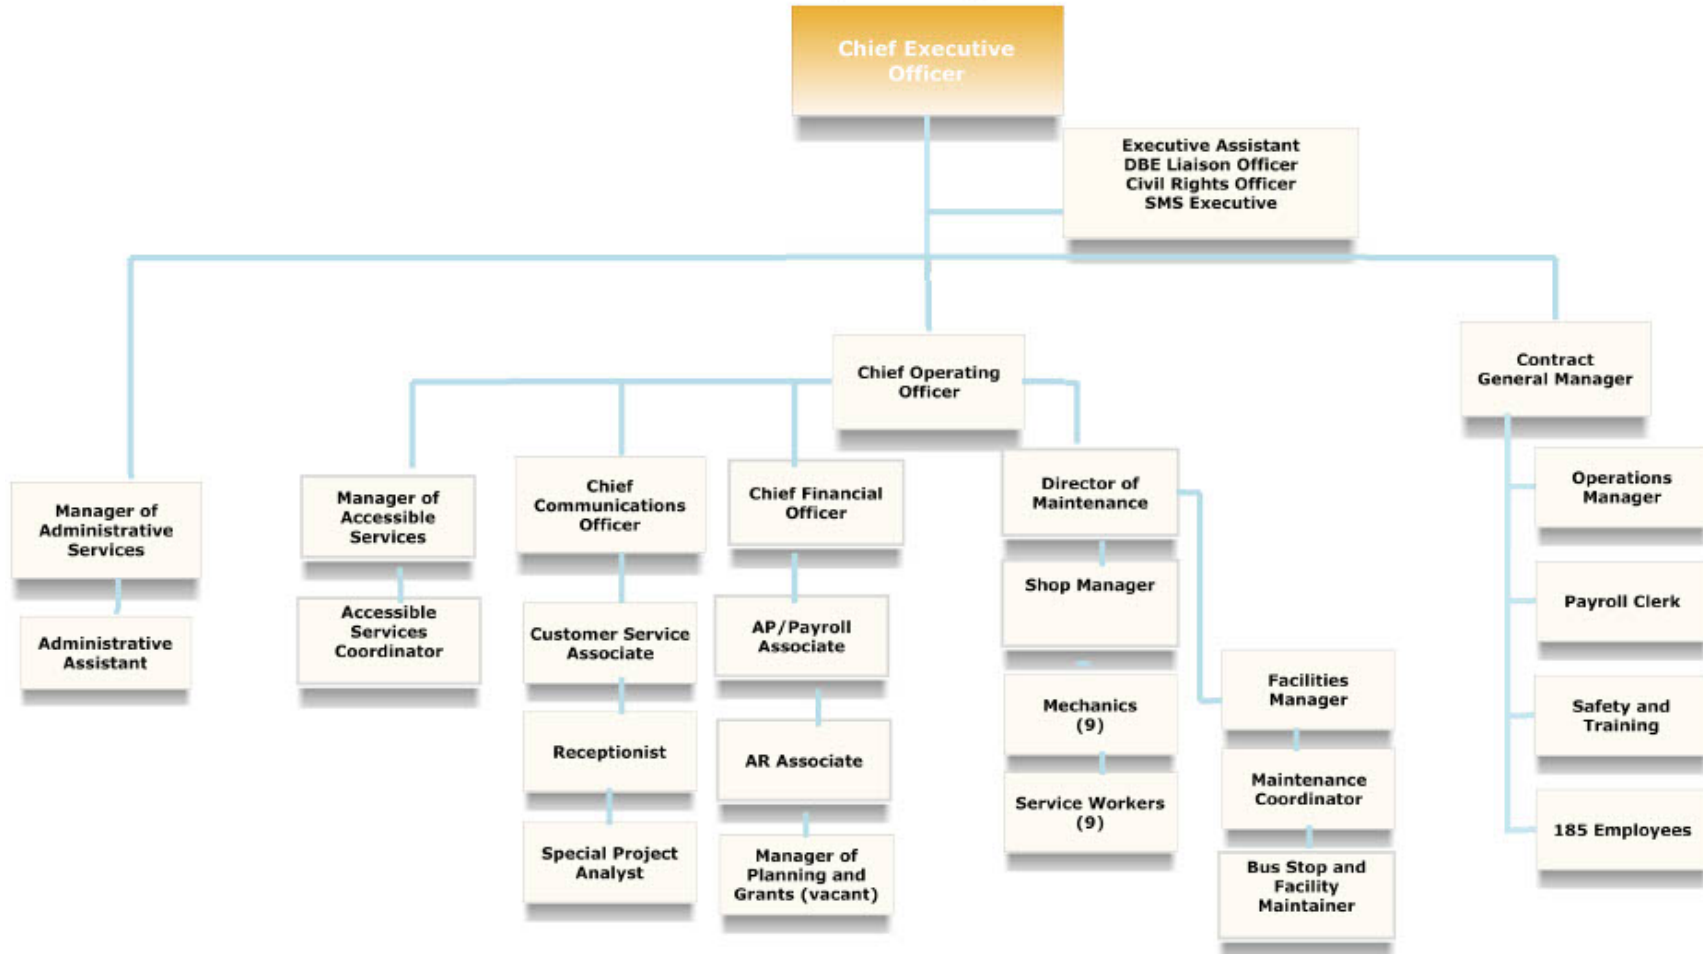 Chief Executive
Officer
Executive Assistant
DBE Liaison Officer
Civil Rights Officer
SMS Executive
Chief Operating
Officer
Contract
General Manager
Manager of
Administrative
Services
Administrative
Assistant
Manager of
Accessible
Services
Accessible
Services
Coordinator
Chief
Communications
Officer
Customer Service
Associate
Receptionist
Special Project
Analyst
Chief Financial
Officer
AP/Payroll
Associate
AR Associate
Manager of
Planning and
Grants (vacant)
Director of
Maintenance
Shop Manager
Mechanics
(9)
Service Workers
(9)
Facilities
Manager
Maintenance
Coordinator
Bus Stop and
Facility
Maintainer
Operations
Manager
Payroll Clerk
Safety and
Training
185 Employees